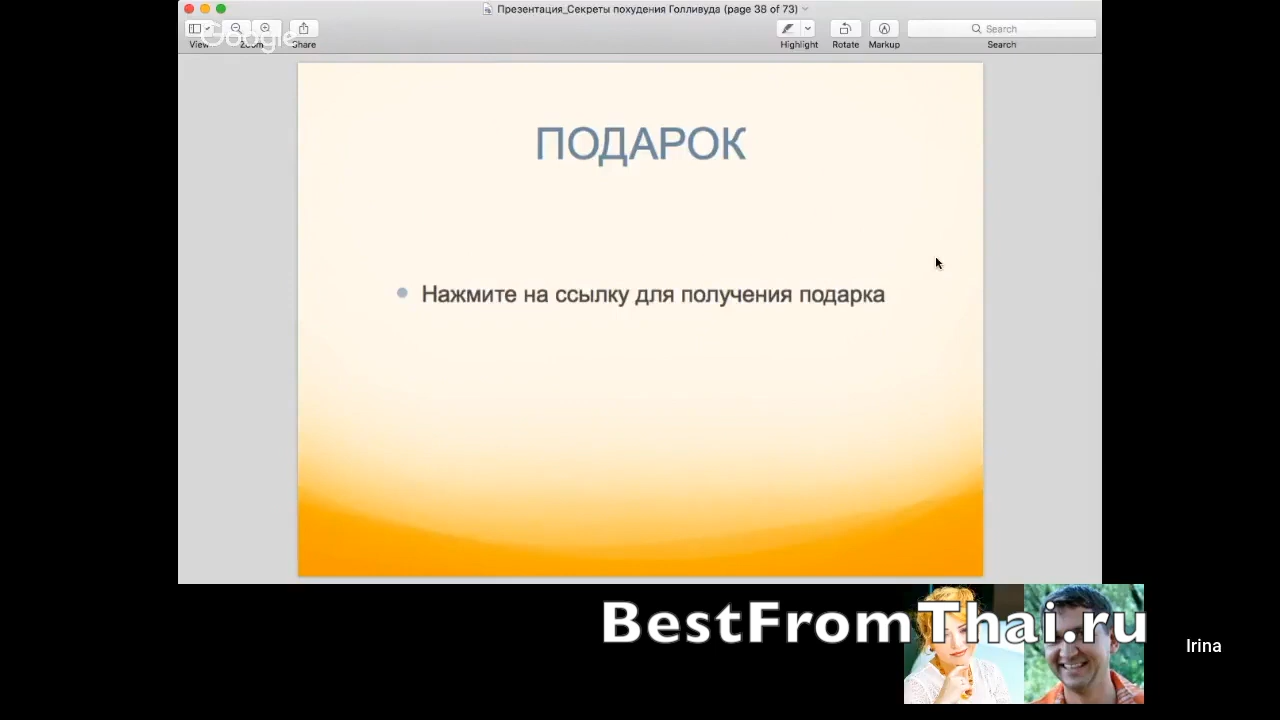 Презентация_Секреты похудения Голливуда (page 38 of 73)
Google
View
Zoom
Share
Highlight
Rotate
Markup
Search
Search
ПОДАРОК
Нажмите на ссылку для получения подарка
BestFromThai.ru
Irina